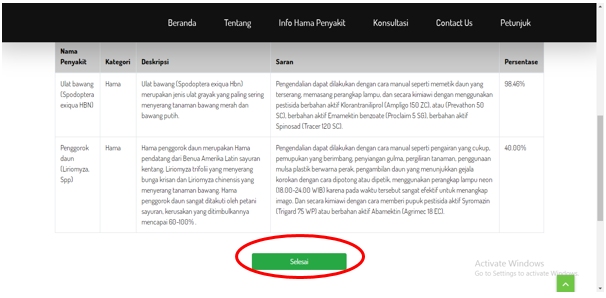 Beranda Tentang Info Hama Penyakit Konsultasi Contact Us Petunjuk
Nama
Penyakit Kategori Deskripsi Saran Persentase
Ulat bawang Hama Ulat bawang (Spodoptera exiqua Hbn) Pengendalian dapat dilakukan dengan cara manual seperti memetik daun yang 98.46%
(Spodoptera merupakan jenis ulat grayak yang paling sering terserang, memasang perangkap lampu, dan secara kimiawi dengan menggunakan
exiqua HBN) menyerang tanaman bawang merah dan pestisida berbahan aktif Klorantraniliprol (Ampligo 150 ZC), atau (Prevathon 50
bawang putih. SC), berbahan aktif Emamektin benzoate (Proclaim 5 SG), berbahan aktif
Spinosad (Tracer 120 SC).
Penggorok Hama Hama penggorok daun merupakan Hama Pengendalian dapat dilakukan dengan cara manual seperti pengairan yang cukup, 40.00%
daun pendatang dari Benua Amerika Latin sayuran pemupukan yang berimbang, penyiangan gulma, pergiliran tanaman, penggunaan
(Liriomyza, kentang. Liriomyza trifolii yang menyerang mulsa plastik berwarna perak, pengambilan daun yang menunjukkan gejala
Spp) bunga krisan dan Liriomyza chinensis yang korokan dengan cara dipotong atau dipetik, menggunakan perangkap lampu neon
menyerang tanaman bawang merah. Hama (18.00-24.00 WIB) karena pada waktu tersebut sangat efektif untuk menangkap
penggorok daun sangat ditakuti oleh petani imago. Dan secara kimiawi dengan cara memberi pupuk pestisida aktif Syromazin
sayuran, kerusakan yang ditimbulkannya (Trigard 75 WP) atau berbahan aktif Abamektin (Agrimec 18 EC).
mencapai 60-100% .
Selesai
Activate Windows
Go to Settings to activate Windows.